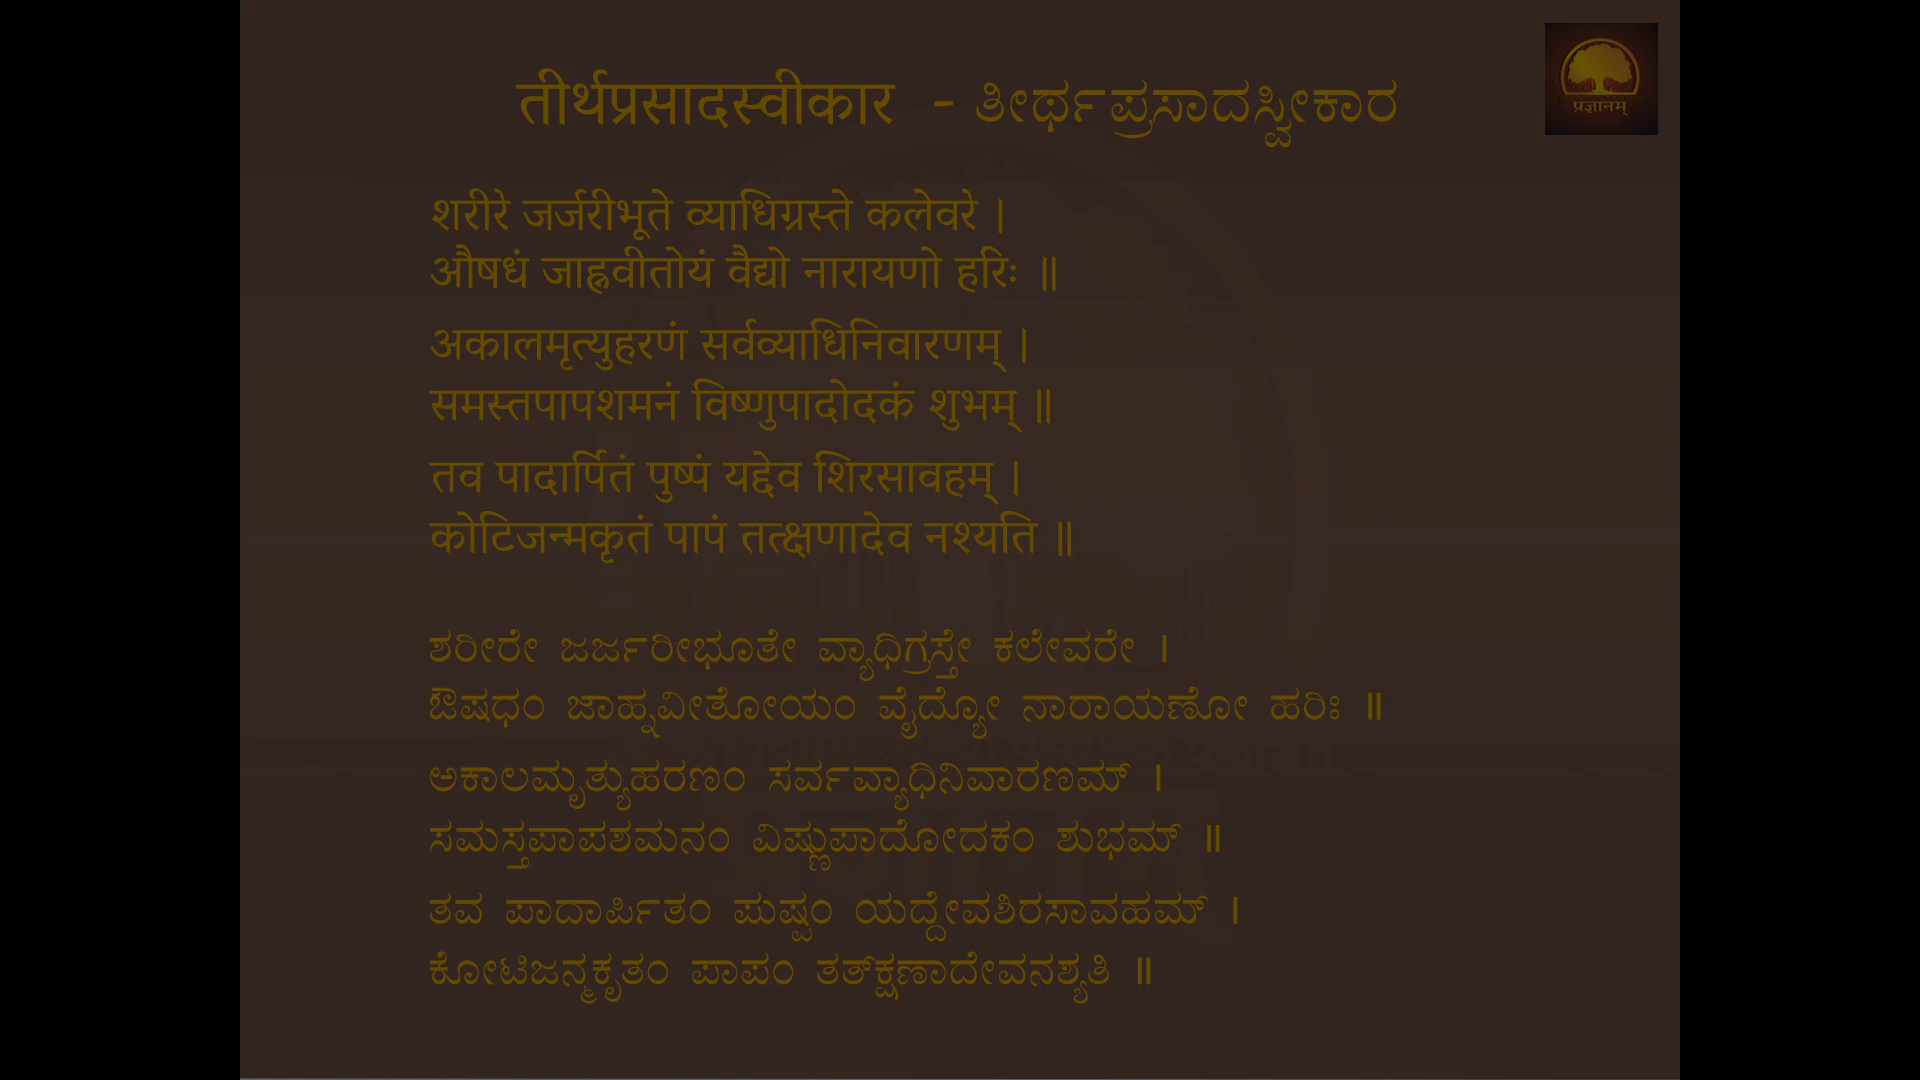 तीर्थप्रसादस्वीकार - ತೀರ್ಥಪ್ರಸಾದಸ್ವೀಕಾರ
प्रज्ञानम्
शरीरे जर्जरीभूते व्याधिग्रस्ते कलेवरे ।
औषधं जाह्नवीतोयं वैद्यो नारायणो हरिः ॥
अकालमृत्युहरणं सर्वव्याधिनिवारणम् ।
समस्तपापशमनं विष्णुपादोदकं शुभम् ॥
तव पादार्पितं पुष्पं यद्देव शिरसावहम् ।
कोटिजन्मकृतं पापं तत्क्षणादेव नश्यति ॥
ಶರೀರೇ ಜರ್ಜರೀಭೂತೇ ವ್ಯಾಧಿಗ್ರಸ್ತೇ ಕಲೇವರೇ ।
ಔಷಧಂ ಜಾಹ್ನವೀತೋಯಂ ವೈದ್ಯೋ ನಾರಾಯಣೋ ಹರಿಃ ॥
ಅಕಾಲಮೃತ್ಯುಹರಣಂ ಸರ್ವವ್ಯಾಧಿನಿವಾರಣಮ್ ।
ಸಮಸ್ತಪಾಪಶಮನಂ ವಿಷ್ಣುಪಾದೋದಕಂ ಶುಭಮ್ ॥
ತವ ಪಾದಾರ್ಪಿತಂ ಪುಷ್ಪಂ ಯದ್ದೇವಶಿರಸಾವಹಮ್ ।
ಕೋಟಿಜನ್ಮಕೃತಂ ಪಾಪಂ ತತ್‌ಕ್ಷಣಾದೇವನಶ್ಯತಿ ॥